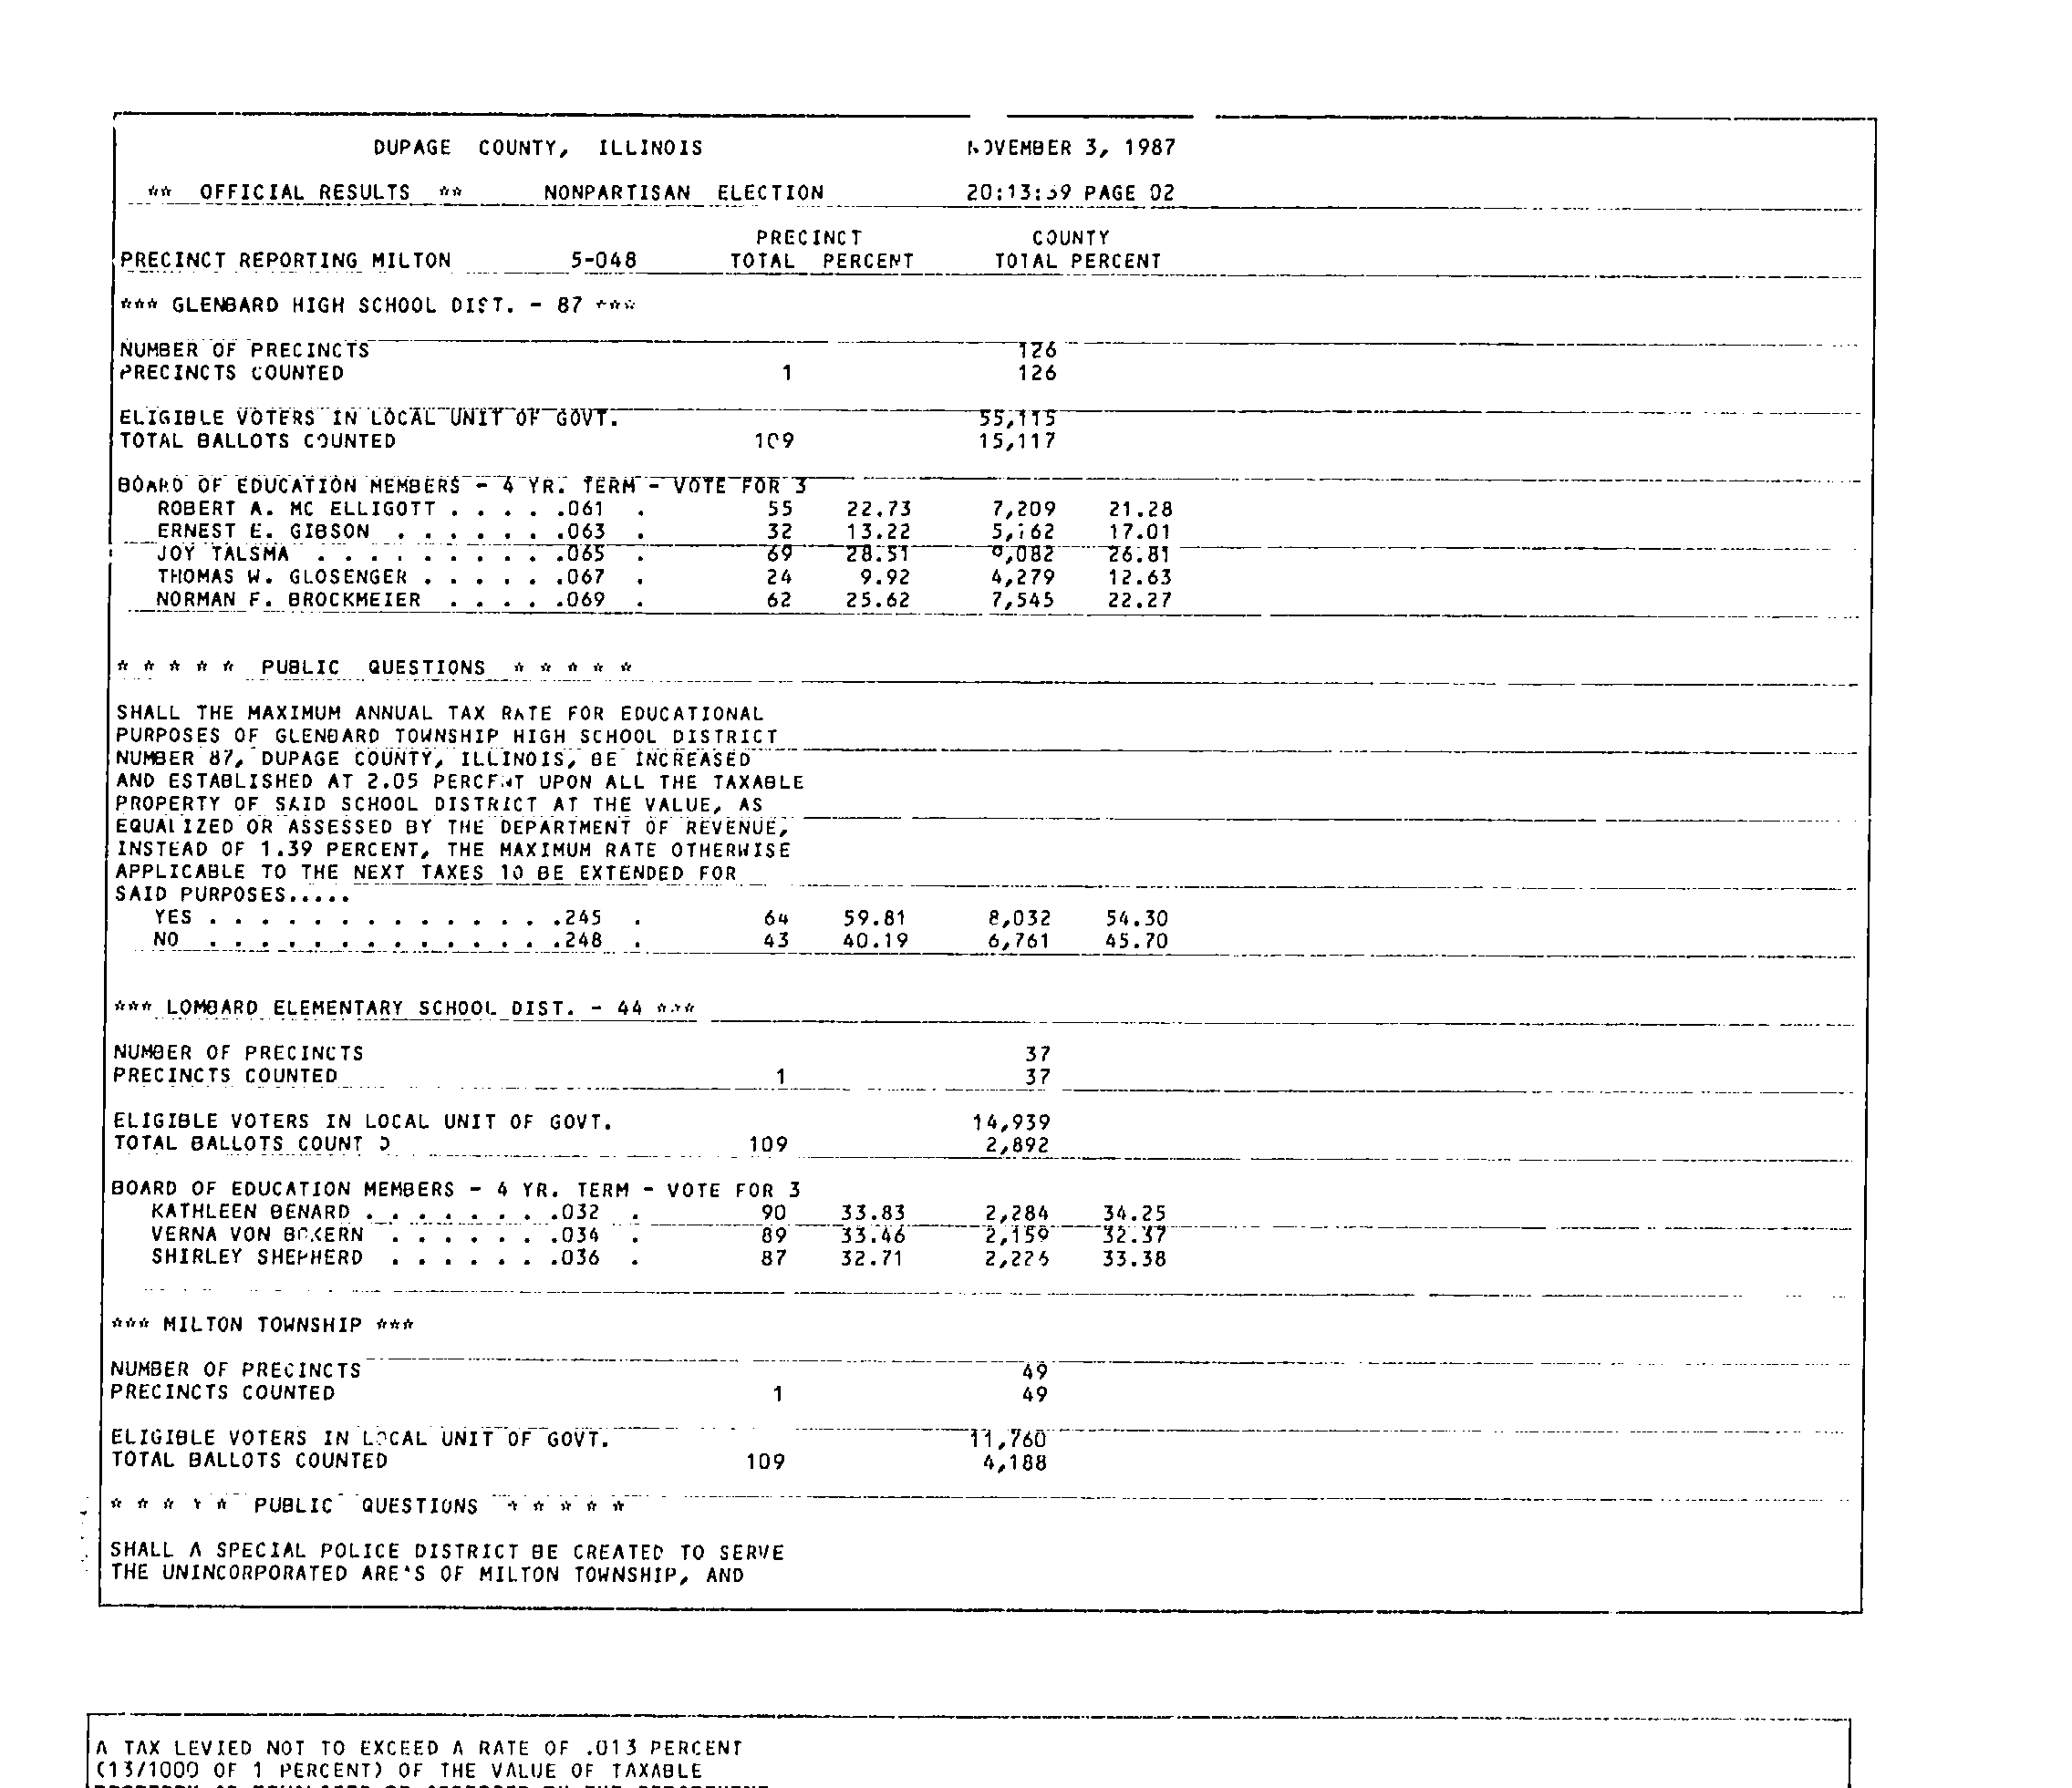 DUPAGE COUNTY, ILLINOIS NOVEMBER 3, 1987
** OFFICIAL RESULTS ** NONPARTISAN ELECTION 20:13:59 PAGE 02
PRECINCT COUNTY
PRECINCT REPORTING MILTON 5-048 TOTAL PERCENT TOTAL PERCENT
*** GLENBARD HIGH SCHOOL DIST. - 87 ***
NUMBER OF PRECINCTS 126
PRECINCTS COUNTED 1 126
ELIGIBLE VOTERS IN LOCAL UNIT OF GOVT. 55,115
TOTAL BALLOTS COUNTED 109 15,117
BOARD OF EDUCATION MEMBERS - 4 YR. TERM - VOTE FOR 3
ROBERT A. MC ELLIGOTT . . . . .061 . 55 22.73 7,209 21.28
ERNEST E. GIBSON . . . . . . .063 . 32 13.22 5,762 17.01
JOY TALSMA . . . . . . . . . .065 . 69 28.51 9,082 26.81
THOMAS W. GLOSENGER . . . . . .067 . 24 9.92 4,279 12.63
NORMAN F. BROCKMEIER . . . . .069 . 62 25.62 7,545 22.27
* * * * * PUBLIC QUESTIONS * * * * *
SHALL THE MAXIMUM ANNUAL TAX RATE FOR EDUCATIONAL
PURPOSES OF GLENBARD TOWNSHIP HIGH SCHOOL DISTRICT
NUMBER 87, DUPAGE COUNTY, ILLINOIS, BE INCREASED
AND ESTABLISHED AT 2.05 PERCENT UPON ALL THE TAXABLE
PROPERTY OF SAID SCHOOL DISTRICT AT THE VALUE, AS
EQUALIZED OR ASSESSED BY THE DEPARTMENT OF REVENUE,
INSTEAD OF 1.39 PERCENT, THE MAXIMUM RATE OTHERWISE
APPLICABLE TO THE NEXT TAXES TO BE EXTENDED FOR
SAID PURPOSES.....
YES . . . . . . . . . . . . . .245 . 64 59.81 8,032 54.30
NO . . . . . . . . . . . . . .248 . 43 40.19 6,761 45.70
*** LOMBARD ELEMENTARY SCHOOL DIST. - 44 ***
NUMBER OF PRECINCTS 37
PRECINCTS COUNTED 1 37
ELIGIBLE VOTERS IN LOCAL UNIT OF GOVT. 14,939
TOTAL BALLOTS COUNT D 109 2,892
BOARD OF EDUCATION MEMBERS - 4 YR. TERM - VOTE FOR 3
KATHLEEN BENARD . . . . . . . .032 . 90 33.83 2,284 34.25
VERNA VON . . . . . . .034 . 89 33.46 2,159 32.37
SHIRLEY SHEPHERD . . . . . . .036 . 87 32.71 2,226 33.38
*** MILTON TOWNSHIP ***
NUMBER OF PRECINCTS 49
PRECINCTS COUNTED 1 49
ELIGIBLE VOTERS IN LOCAL UNIT OF GOVT. 11,760
TOTAL BALLOTS COUNTED 109 4,188
* * * * * PUBLIC QUESTIONS * * * * *
SHALL A SPECIAL POLICE DISTRICT BE CREATED TO SERVE
THE UNINCORPORATED AREAS OF MILTON TOWNSHIP, AND
A TAX LEVIED NOT TO EXCEED A RATE OF .013 PERCENT
(13/1000 OF 1 PERCENT) OF THE VALUE OF TAXABLE